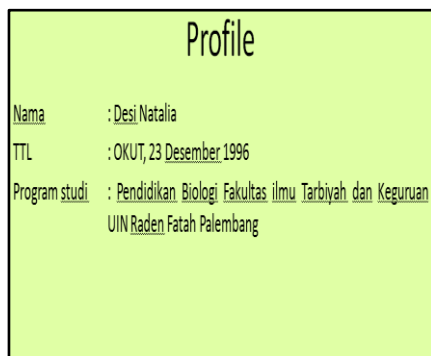 Profile
Nama : Desi Natalia
TTL : OKUT, 23 Desember 1996
Program studi : Pendidikan Biologi Fakultas ilmu Tarbiyah dan Keguruan
UIN Raden Fatah Palembang